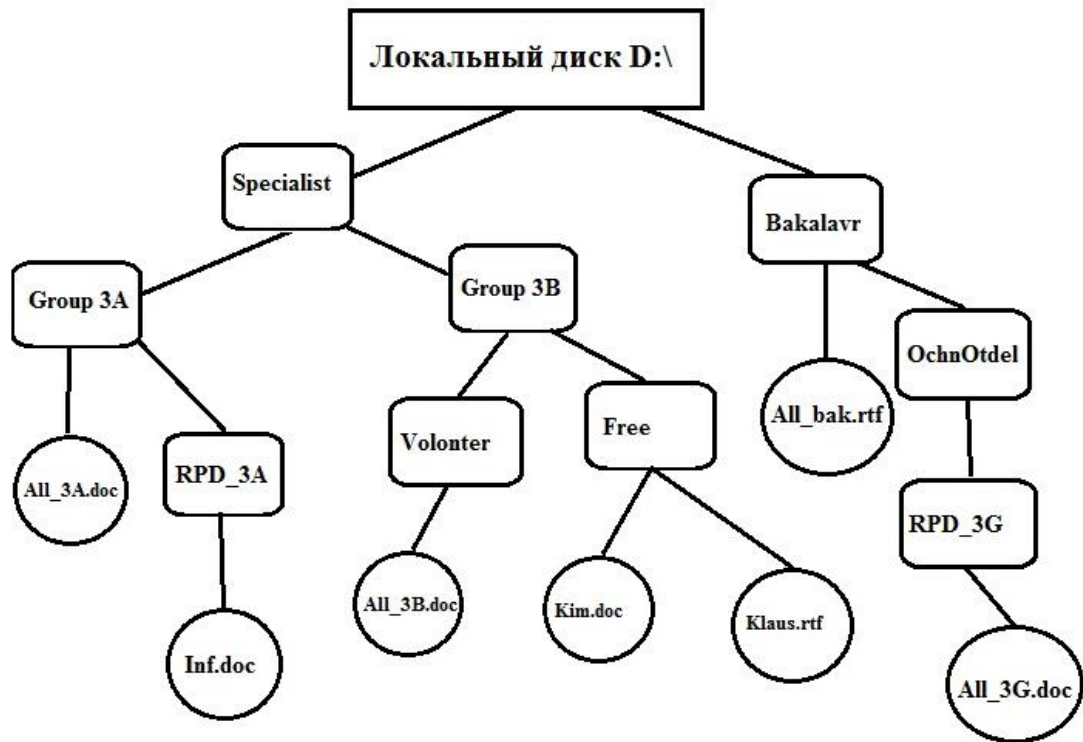 Локальный диск D:\
Specialist
Bakalavr
Group 3A
Group 3B
OchnOtdel
All_bak.rtf
Volonter
Free
All_3A.doc
RPD_3A
RPD_3G
All_3B.doc
Kim.doc
Klaus.rtf
Inf.doc
All_3G.doc